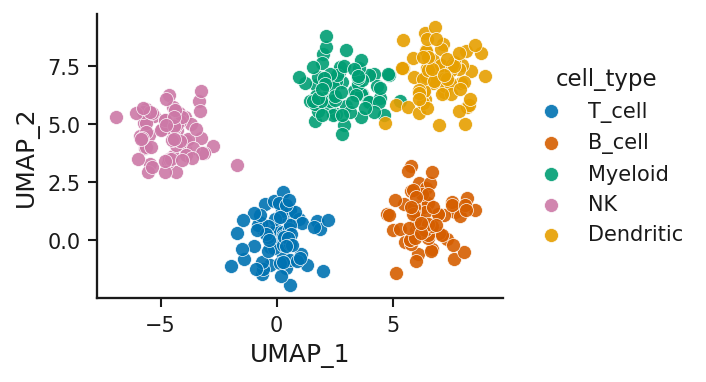 7.5
5.0
2.5
0.0
UMAP_2
−5
0
5
UMAP_1
cell_type
T_cell
B_cell
Myeloid
NK
Dendritic